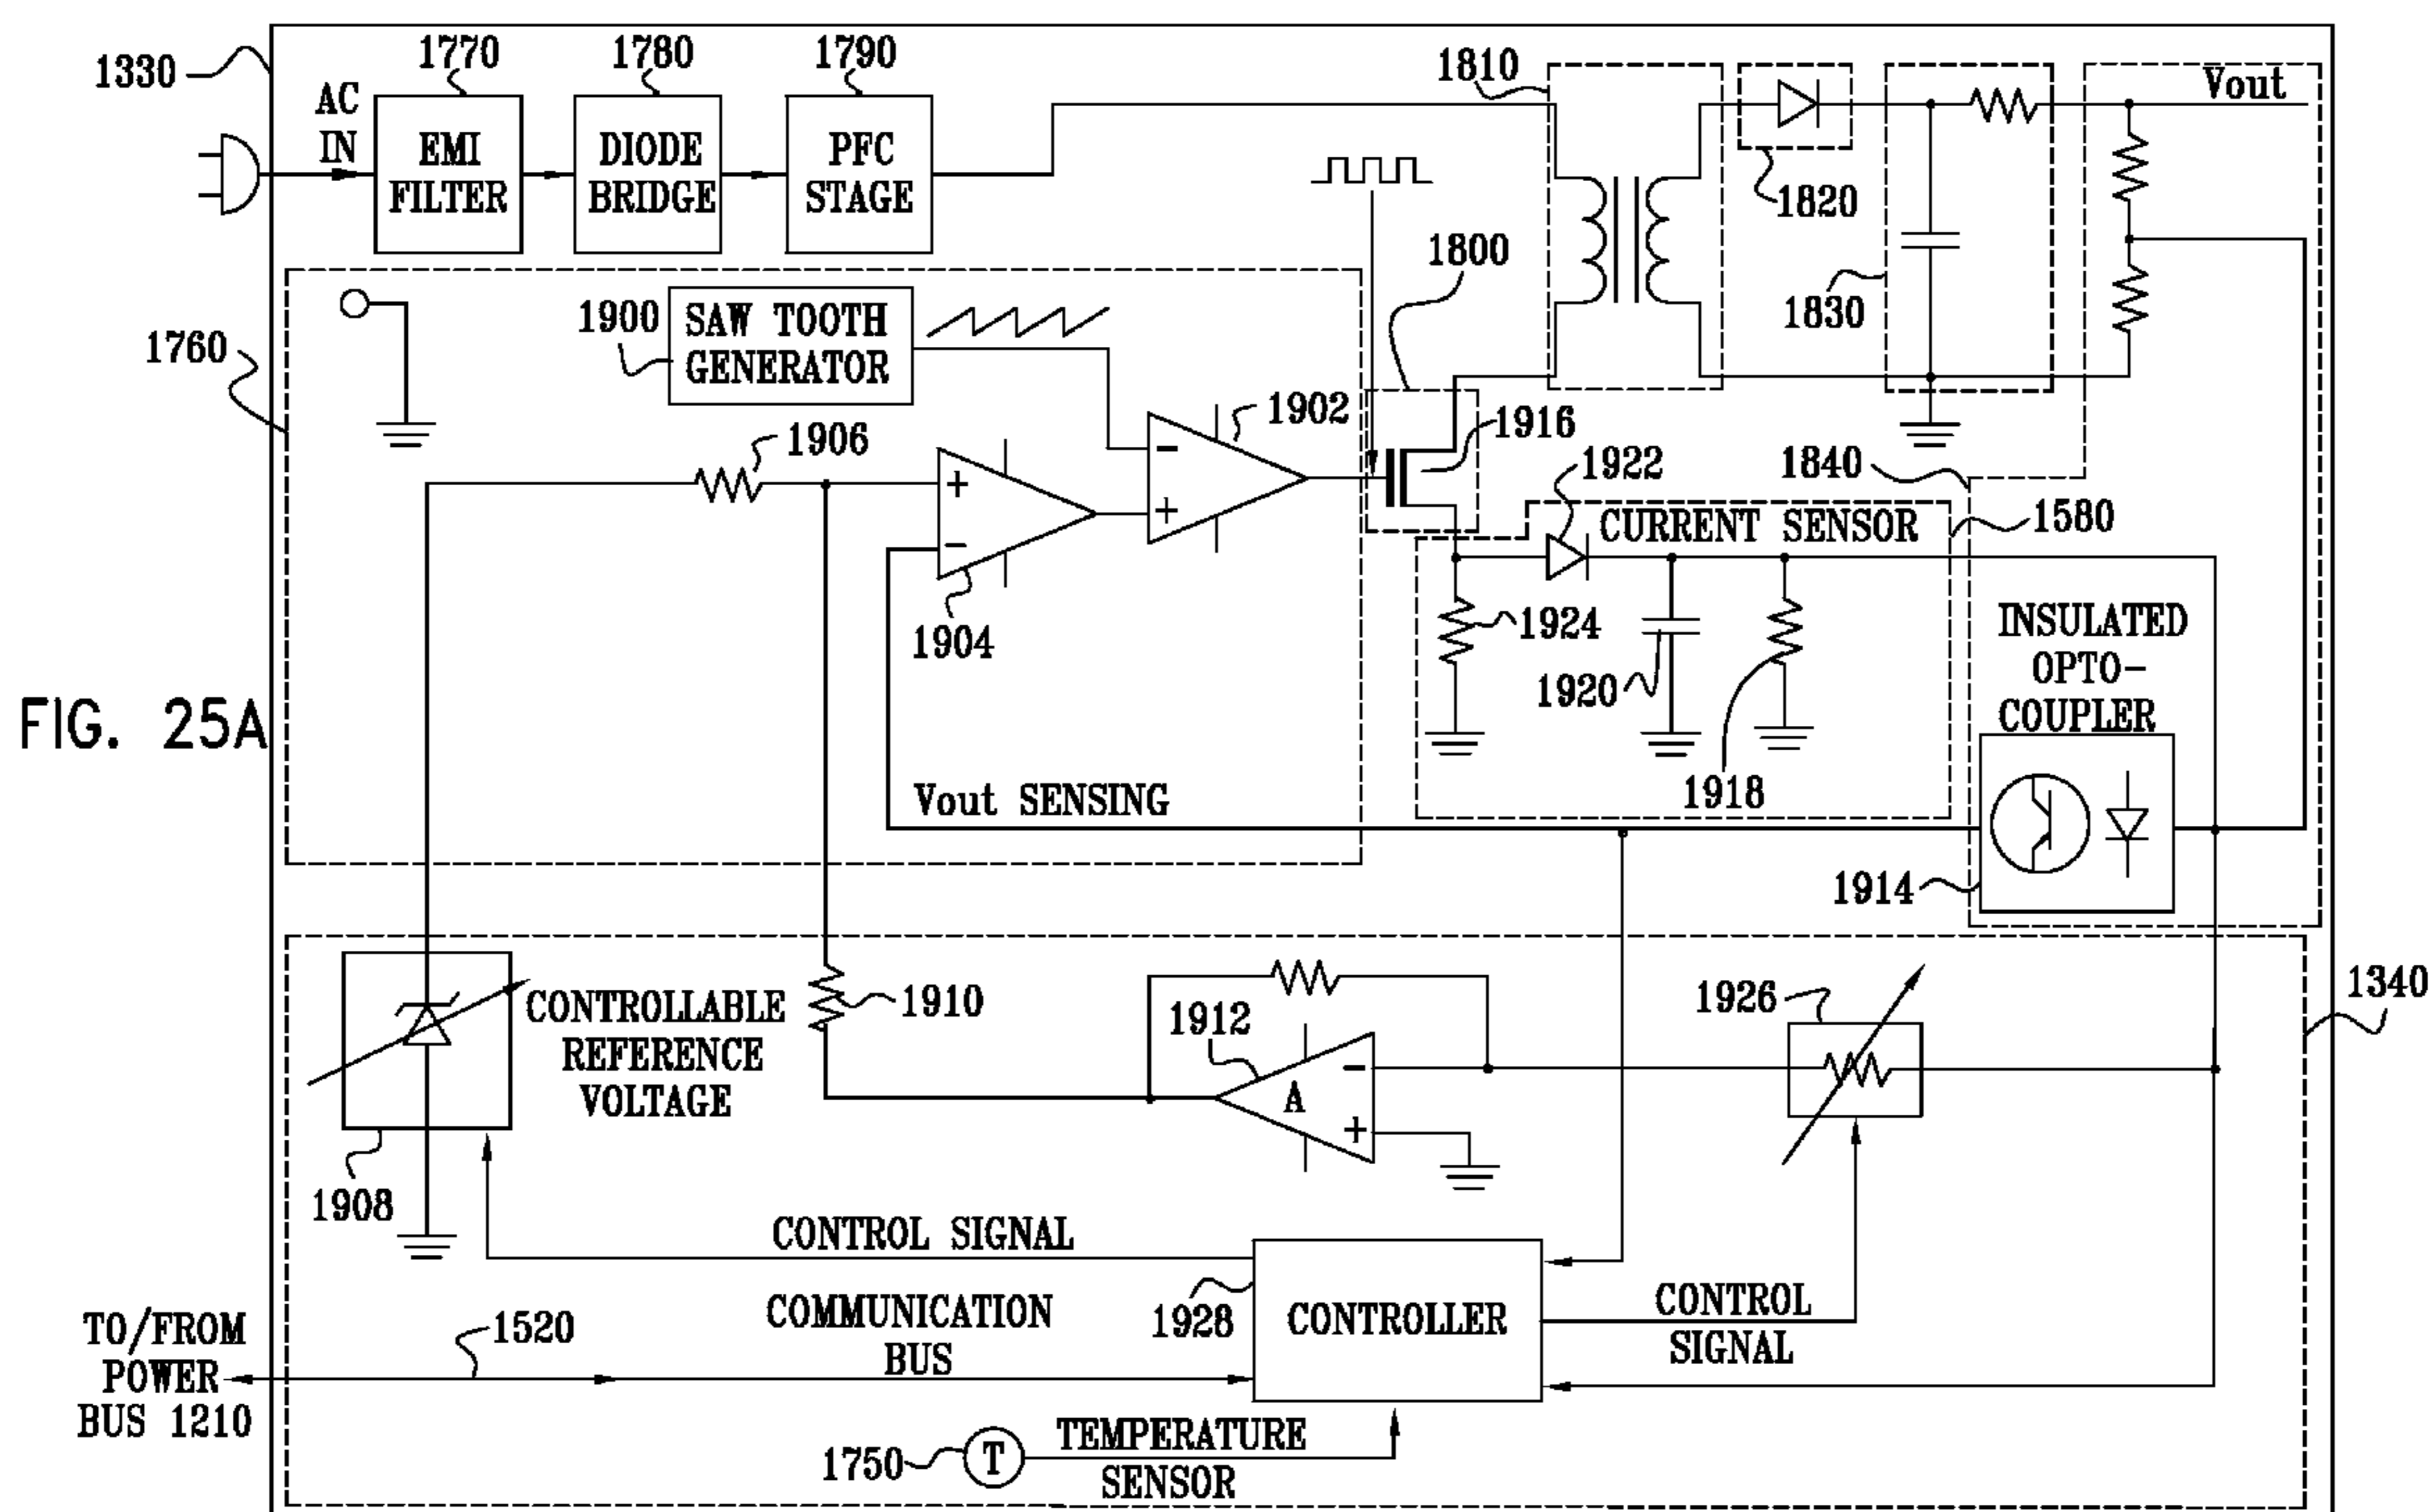 1330
AC
IN
1770
EMI
FILTER
1780
DIODE
BRIDGE
1790
PFC
STAGE
1810
1820
1830
Vout
1800
1760
1900
SAW TOOTH
GENERATOR
1906
+
-
1904
-
+
1902
1916
1922
1840
CURRENT SENSOR
1580
1924
1920
1918
INSULATED
OPTO-
COUPLER
1914
Vout SENSING
FIG. 25A
CONTROLLABLE
REFERENCE
VOLTAGE
1908
1910
1912
A
-
+
1926
1340
CONTROL SIGNAL
1928
CONTROLLER
CONTROL
SIGNAL
TO/FROM
POWER
BUS 1210
1520
COMMUNICATION
BUS
1750
T
TEMPERATURE
SENSOR